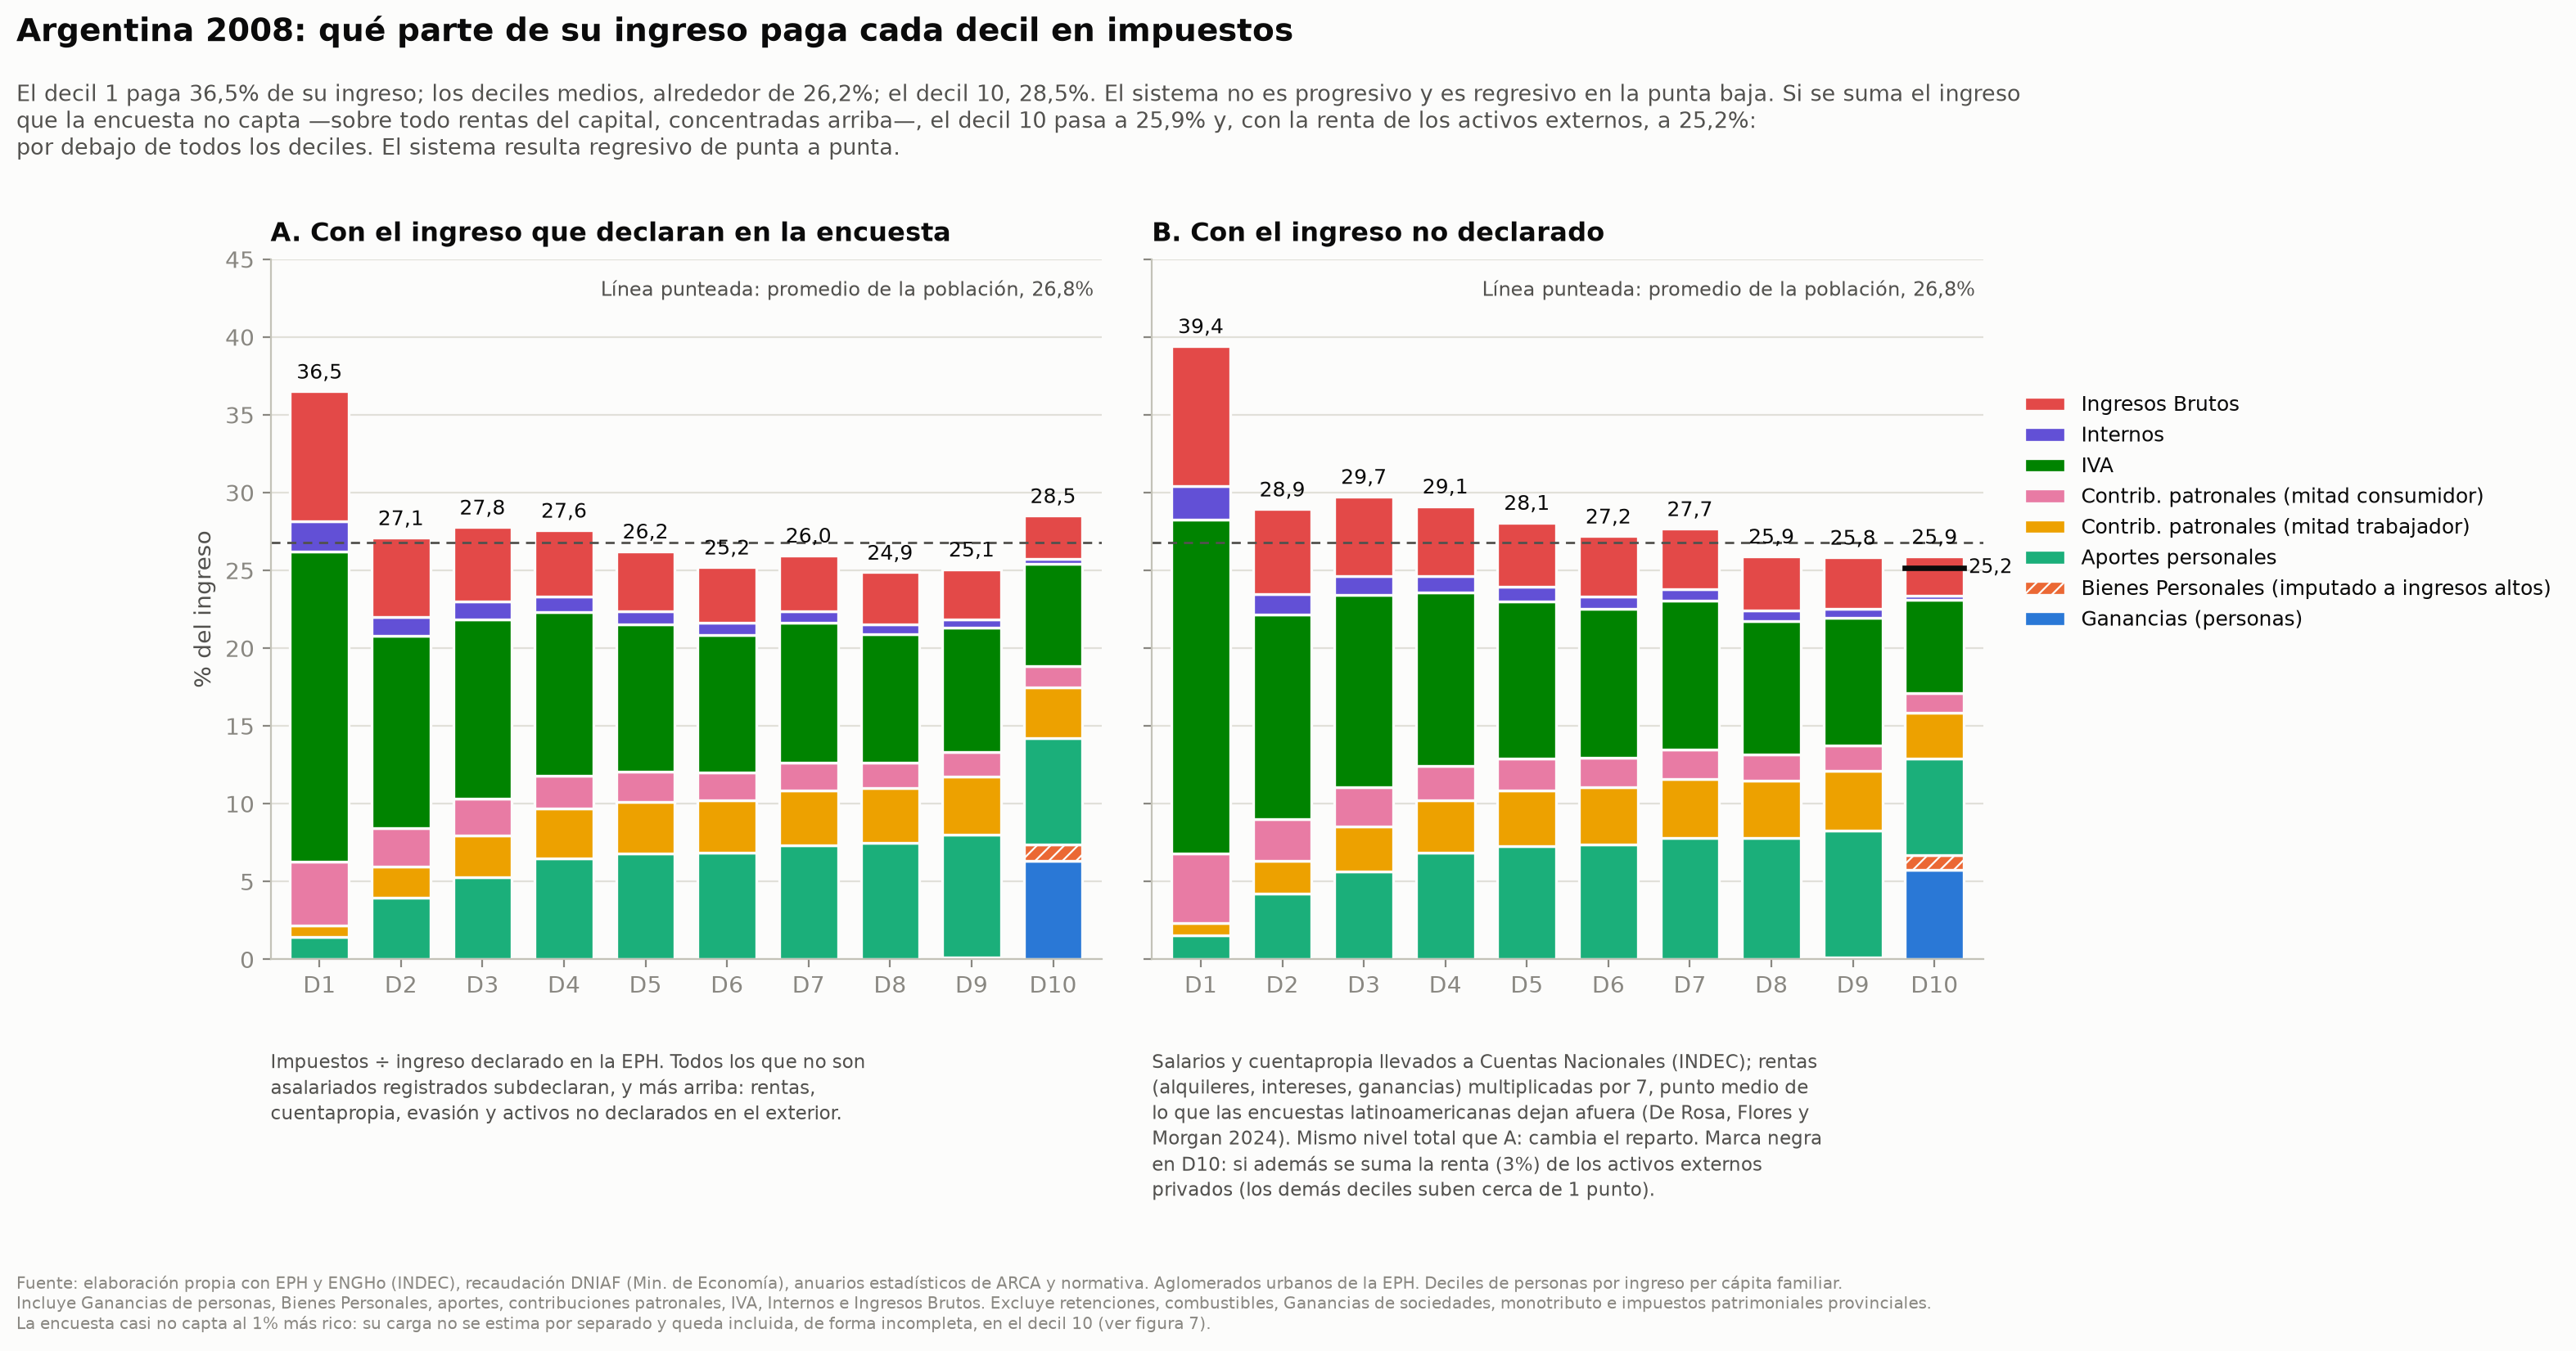 Argentina 2008: qué parte de su ingreso paga cada decil en impuestos
El decil 1 paga 36,5% de su ingreso; los deciles medios, alrededor de 26,2%; el decil 10, 28,5%. El sistema no es progresivo y es regresivo en la punta baja. Si se suma el ingreso
que la encuesta no capta —sobre todo rentas del capital, concentradas arriba—, el decil 10 pasa a 25,9% y, con la renta de los activos externos, a 25,2%:
por debajo de todos los deciles. El sistema resulta regresivo de punta a punta.
A. Con el ingreso que declaran en la encuesta
Línea punteada: promedio de la población, 26,8%
% del ingreso
45
40
35
30
25
20
15
10
5
0
36,5
27,1
27,8
27,6
26,2
25,2
26,0
24,9
25,1
28,5
D1
D2
D3
D4
D5
D6
D7
D8
D9
D10
Impuestos ÷ ingreso declarado en la EPH. Todos los que no son
asalariados registrados subdeclaran, y más arriba: rentas,
cuentapropia, evasión y activos no declarados en el exterior.
B. Con el ingreso no declarado
Línea punteada: promedio de la población, 26,8%
39,4
28,9
29,7
29,1
28,1
27,2
27,7
25,9
25,8
25,9
25,2
D1
D2
D3
D4
D5
D6
D7
D8
D9
D10
Salarios y cuentapropia llevados a Cuentas Nacionales (INDEC); rentas
(alquileres, intereses, ganancias) multiplicadas por 7, punto medio de
lo que las encuestas latinoamericanas dejan afuera (De Rosa, Flores y
Morgan 2024). Mismo nivel total que A: cambia el reparto. Marca negra
en D10: si además se suma la renta (3%) de los activos externos
privados (los demás deciles suben cerca de 1 punto).
Ingresos Brutos
Internos
IVA
Contrib. patronales (mitad consumidor)
Contrib. patronales (mitad trabajador)
Aportes personales
Bienes Personales (imputado a ingresos altos)
Ganancias (personas)
Fuente: elaboración propia con EPH y ENGHo (INDEC), recaudación DNIAF (Min. de Economía), anuarios estadísticos de ARCA y normativa. Aglomerados urbanos de la EPH. Deciles de personas por ingreso per cápita familiar.
Incluye Ganancias de personas, Bienes Personales, aportes, contribuciones patronales, IVA, Internos e Ingresos Brutos. Excluye retenciones, combustibles, Ganancias de sociedades, monotributo e impuestos patrimoniales provinciales.
La encuesta casi no capta al 1% más rico: su carga no se estima por separado y queda incluida, de forma incompleta, en el decil 10 (ver figura 7).